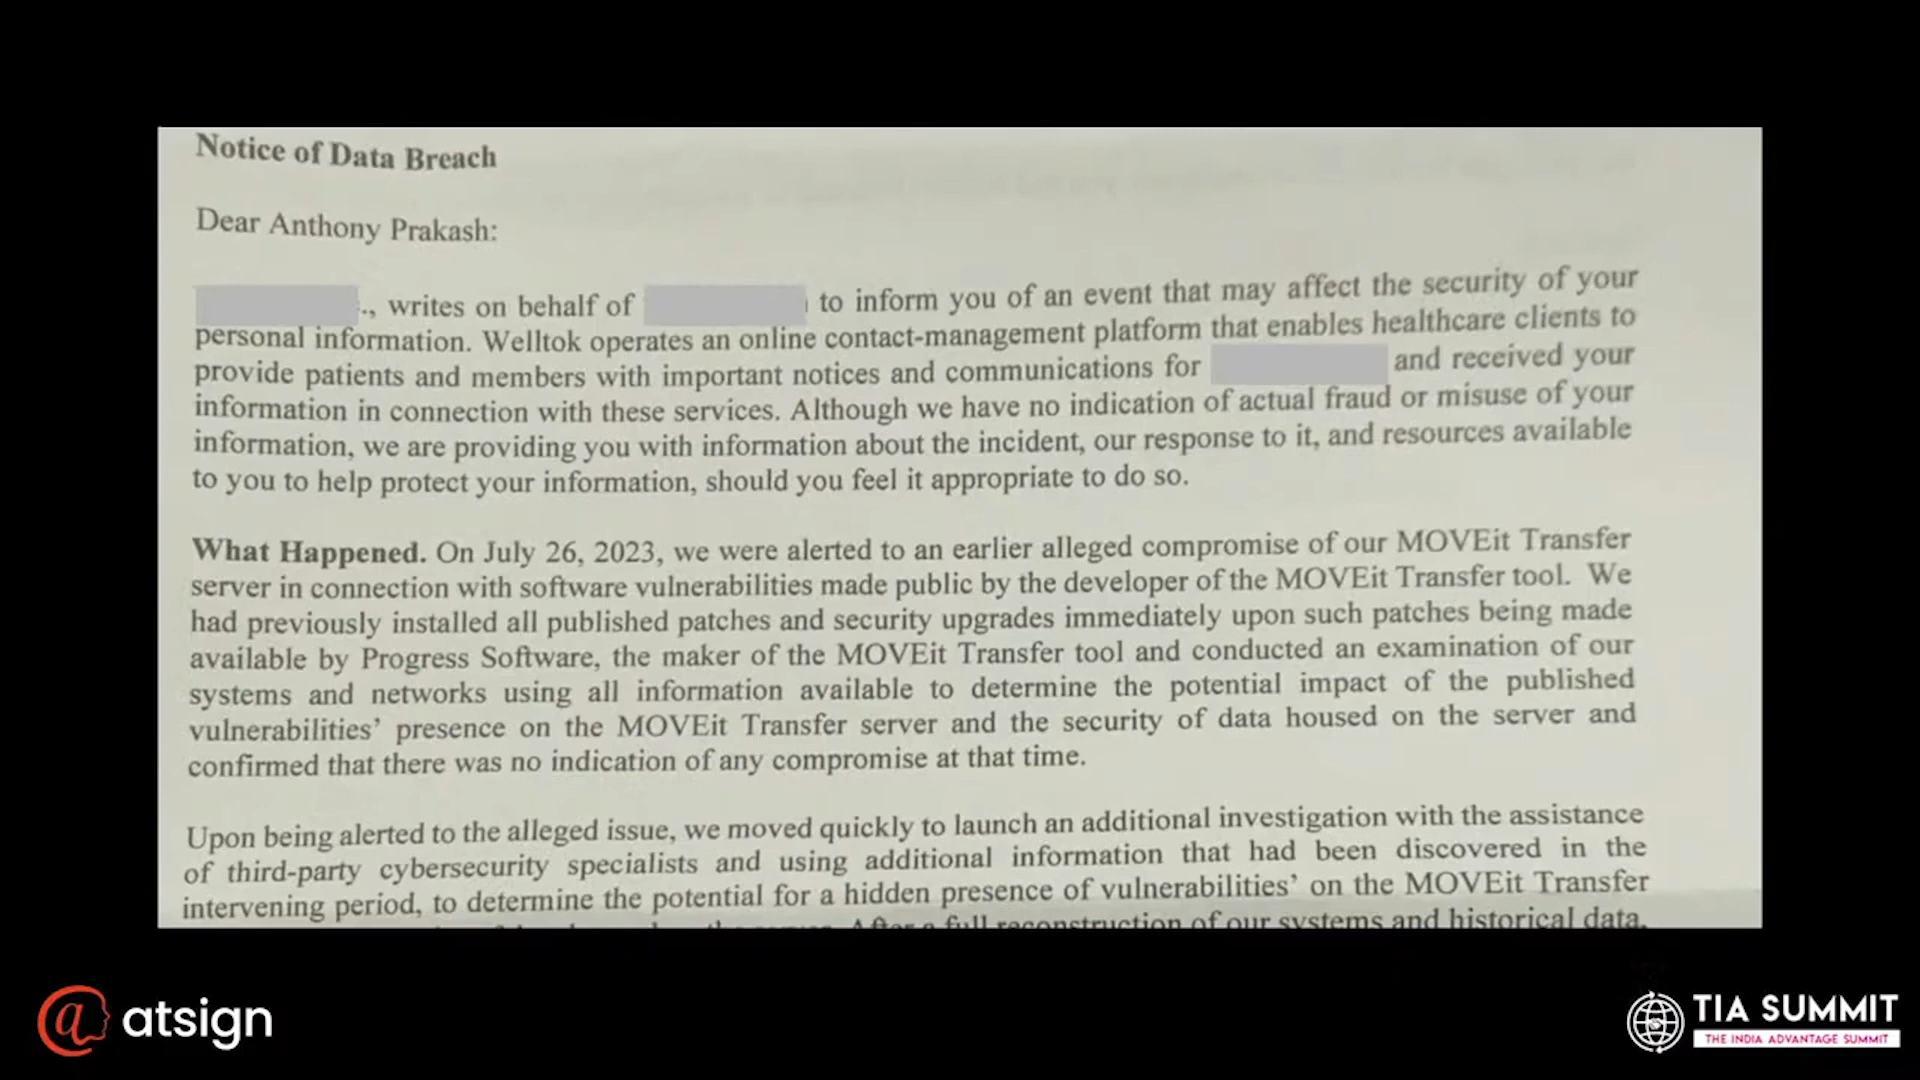 Notice of Data Breach
Dear Anthony Prakash:
., writes on behalf of to inform you of an event that may affect the security of your
personal information. Welltok operates an online contact-management platform that enables healthcare clients to
provide patients and members with important notices and communications for and received your
information in connection with these services. Although we have no indication of actual fraud or misuse of your
information, we are providing you with information about the incident, our response to it, and resources available
to you to help protect your information, should you feel it appropriate to do so.
What Happened. On July 26, 2023, we were alerted to an earlier alleged compromise of our MOVEit Transfer
server in connection with software vulnerabilities made public by the developer of the MOVEit Transfer tool. We
had previously installed all published patches and security upgrades immediately upon such patches being made
available by Progress Software, the maker of the MOVEit Transfer tool and conducted an examination of our
systems and networks using all information available to determine the potential impact of the published
vulnerabilities’ presence on the MOVEit Transfer server and the security of data housed on the server and
confirmed that there was no indication of any compromise at that time.
Upon being alerted to the alleged issue, we moved quickly to launch an additional investigation with the assistance
of third-party cybersecurity specialists and using additional information that had been discovered in the
intervening period, to determine the potential for a hidden presence of vulnerabilities’ on the MOVEit Transfer
After a full reconstruction of our systems and historical data,
atsign
TIA SUMMIT
THE INDIA ADVANTAGE SUMMIT